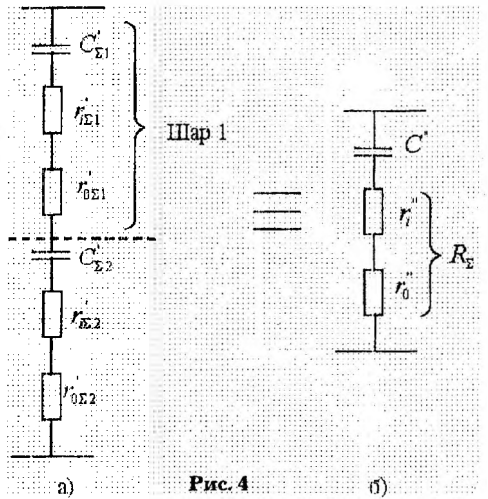 C'Σ1
r'iΣ1
Шар 1
r'0Σ1
C'Σ2
r'iΣ2
r'0Σ2
C"
r"i
r"0
RΣ
а)
Рис. 4
б)